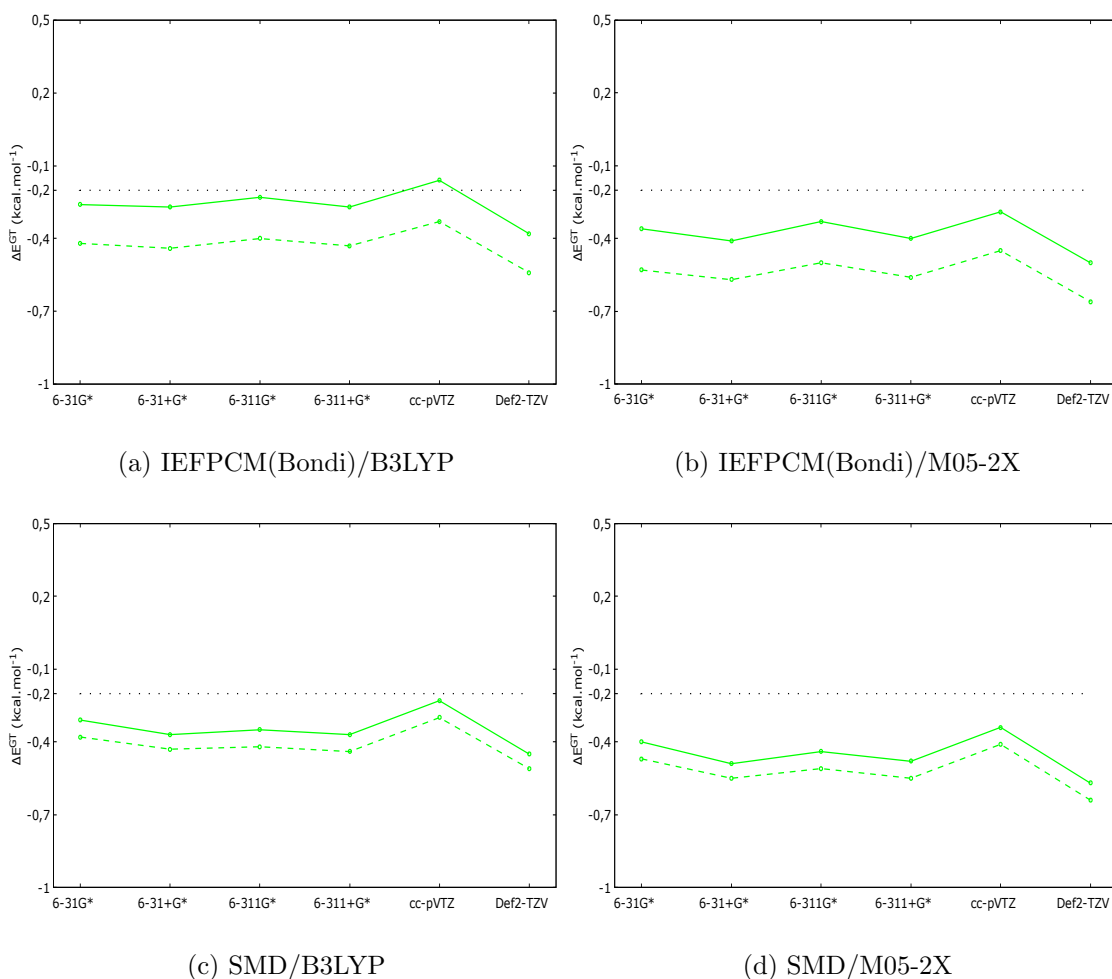 0,5
0,2
-0,1
-0,2
-0,4
-0,7
-1
ΔE^GT (kcal.mol⁻¹)
6-31G* 6-31+G* 6-311G* 6-311+G* cc-pVTZ Def2-TZV
(a) IEFPCM(Bondi)/B3LYP
0,5
0,2
-0,1
-0,2
-0,4
-0,7
-1
ΔE^GT (kcal.mol⁻¹)
6-31G* 6-31+G* 6-311G* 6-311+G* cc-pVTZ Def2-TZV
(b) IEFPCM(Bondi)/M05-2X
0,5
0,2
-0,1
-0,2
-0,4
-0,7
-1
ΔE^GT (kcal.mol⁻¹)
6-31G* 6-31+G* 6-311G* 6-311+G* cc-pVTZ Def2-TZV
(c) SMD/B3LYP
0,5
0,2
-0,1
-0,2
-0,4
-0,7
-1
ΔE^GT (kcal.mol⁻¹)
6-31G* 6-31+G* 6-311G* 6-311+G* cc-pVTZ Def2-TZV
(d) SMD/M05-2X